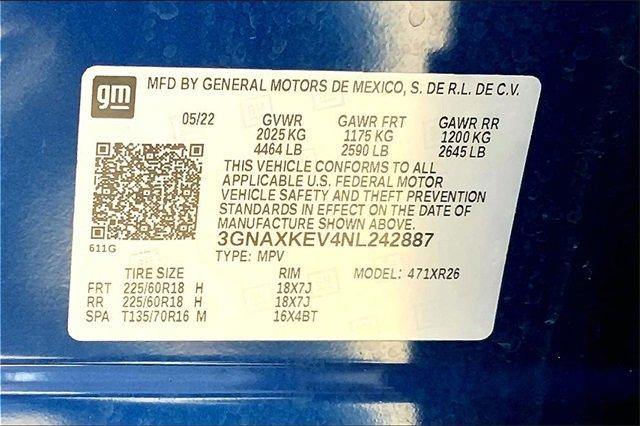 gm MFD BY GENERAL MOTORS DE MEXICO, S. DE R.L. DE C.V.
05/22 GVWR GAWR FRT GAWR RR
2025 KG 1175 KG 1200 KG
4464 LB 2590 LB 2645 LB
THIS VEHICLE CONFORMS TO ALL
APPLICABLE U.S. FEDERAL MOTOR
VEHICLE SAFETY AND THEFT PREVENTION
STANDARDS IN EFFECT ON THE DATE OF
MANUFACTURE SHOWN ABOVE.
3GNAXKEV4NL242887
611G
TYPE: MPV MODEL: 471XR26
TIRE SIZE RIM
FRT 225/60R18 H 18X7J
RR 225/60R18 H 18X7J
SPA T135/70R16 M 16X4BT